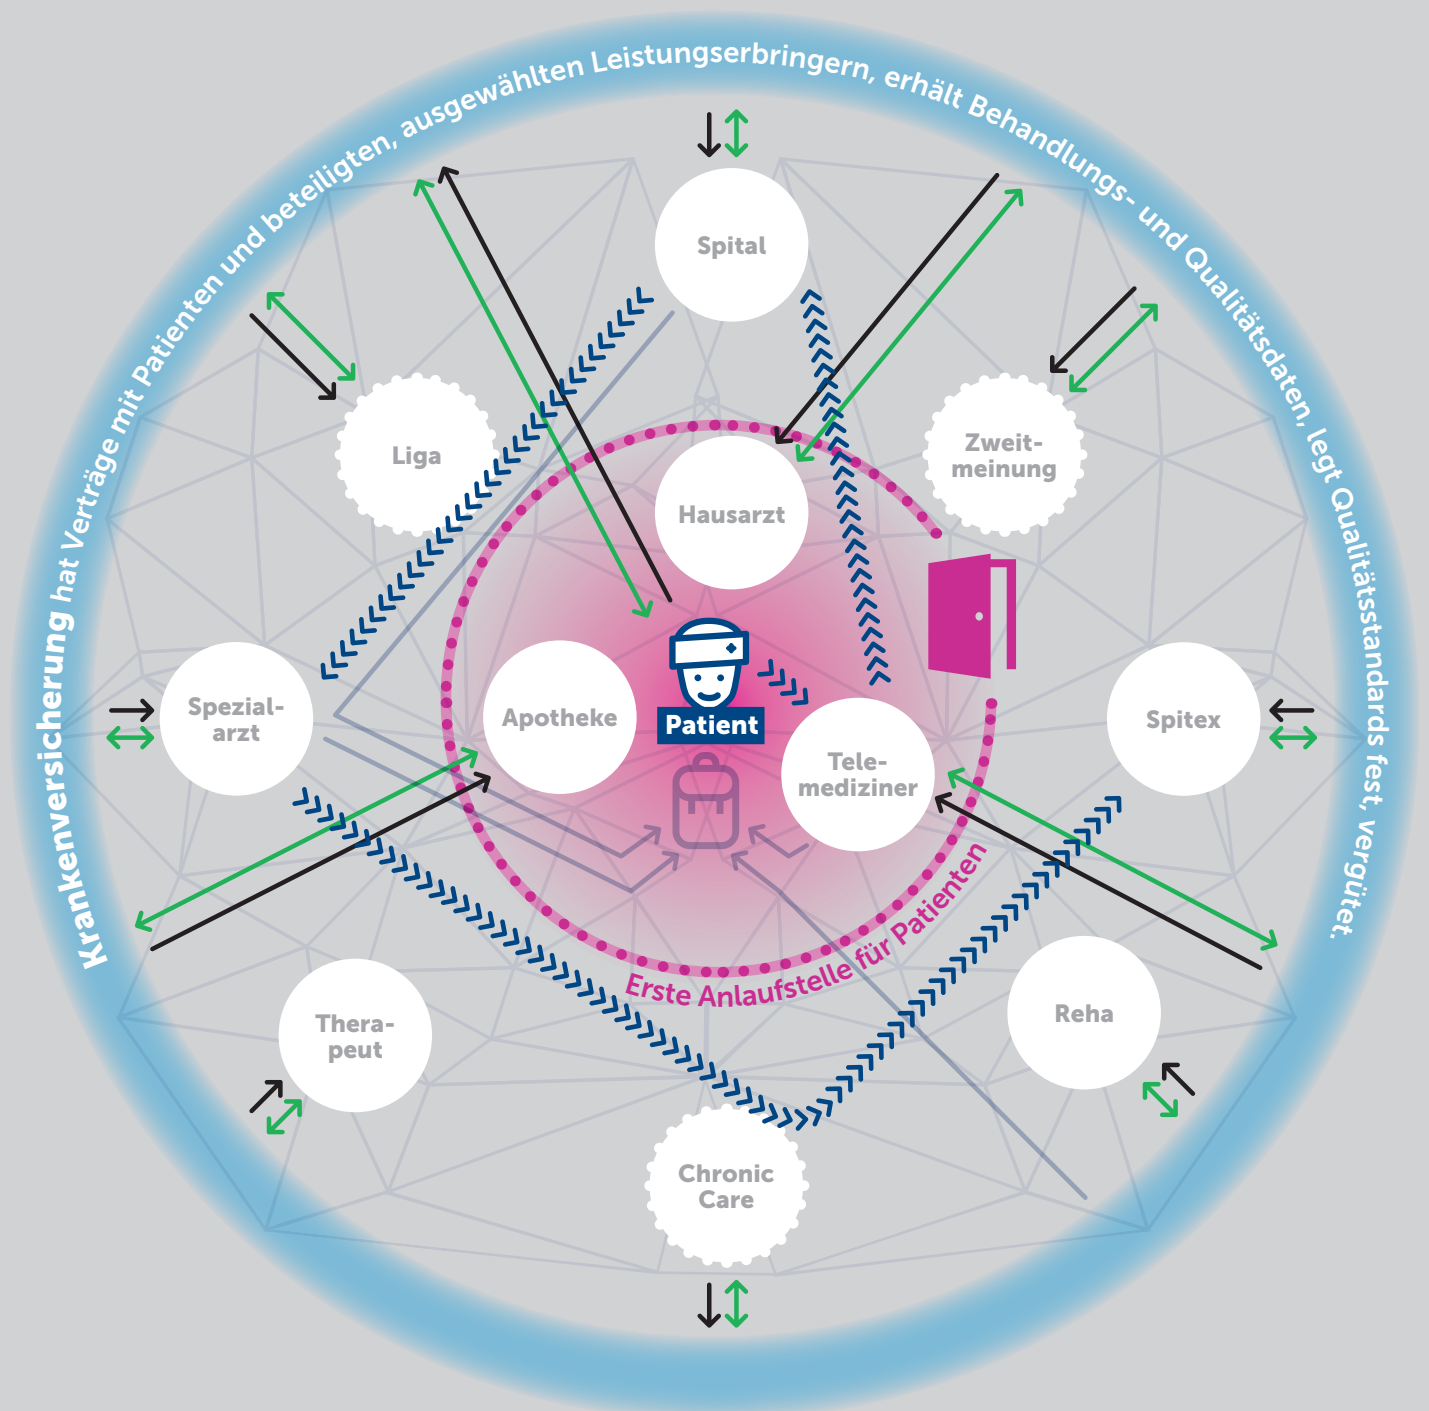 Krankenversicherung hat Verträge mit Patienten und beteiligten, ausgewählten Leistungserbringern, erhält Behandlungs- und Qualitätsdaten, legt Qualitätsstandards fest, vergütet.
Spital
Liga
Zweit-
meinung
Hausarzt
Spezial-
arzt
Apotheke
Patient
Tele-
mediziner
Spitex
Erste Anlaufstelle für Patienten
Thera-
peut
Reha
Chronic
Care